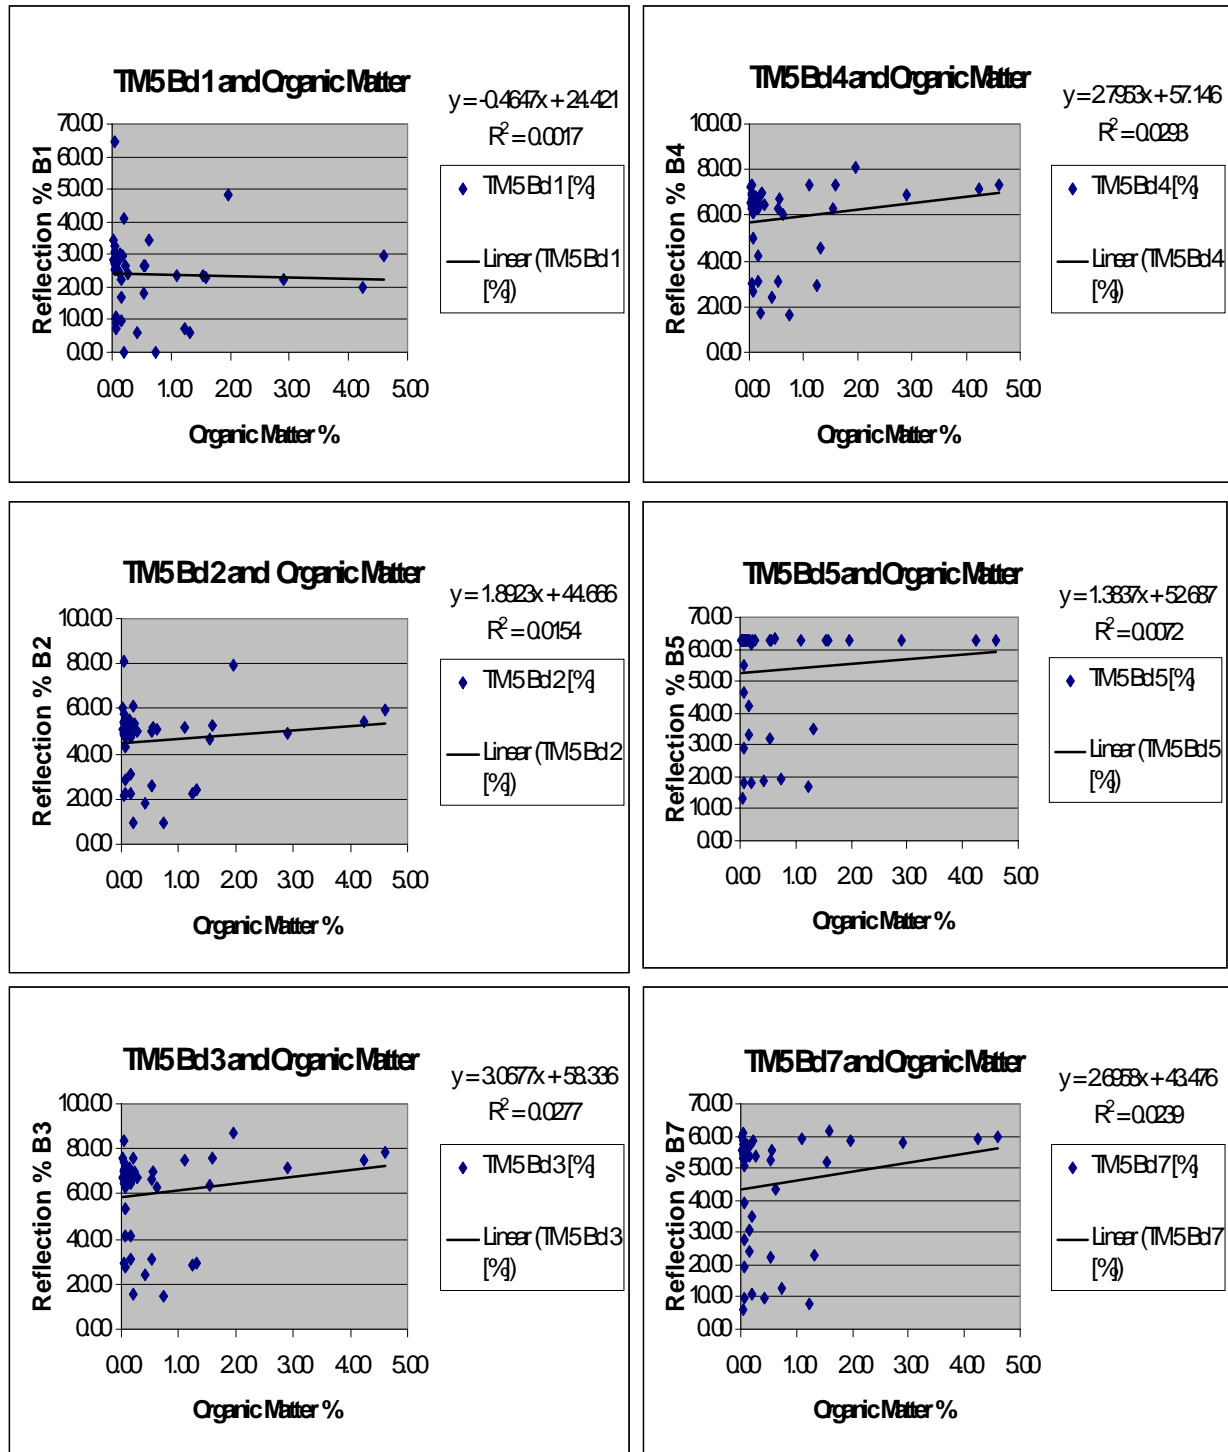 TM5 Bd 1 and Organic Matter
y = -0.4647x + 24.421
R² = 0.0017
Reflection % B1
70.00
60.00
50.00
40.00
30.00
20.00
10.00
0.00
0.00 1.00 2.00 3.00 4.00 5.00
Organic Matter %
TM5 Bd 1 [%]
Linear (TM5 Bd 1
[%])
TM5 Bd 4 and Organic Matter
y = 2.7953x + 57.146
R² = 0.0293
Reflection % B4
100.00
80.00
60.00
40.00
20.00
0.00
0.00 1.00 2.00 3.00 4.00 5.00
Organic Matter %
TM5 Bd 4 [%]
Linear (TM5 Bd 4
[%])
TM5 Bd 2 and Organic Matter
y = 1.8923x + 44.666
R² = 0.0154
Reflection % B2
100.00
80.00
60.00
40.00
20.00
0.00
0.00 1.00 2.00 3.00 4.00 5.00
Organic Matter %
TM5 Bd 2 [%]
Linear (TM5 Bd 2
[%])
TM5 Bd 5 and Organic Matter
y = 1.3837x + 52.687
R² = 0.0072
Reflection % B5
70.00
60.00
50.00
40.00
30.00
20.00
10.00
0.00
0.00 1.00 2.00 3.00 4.00 5.00
Organic Matter %
TM5 Bd 5 [%]
Linear (TM5 Bd 5
[%])
TM5 Bd 3 and Organic Matter
y = 3.0677x + 58.336
R² = 0.0277
Reflection % B3
100.00
80.00
60.00
40.00
20.00
0.00
0.00 1.00 2.00 3.00 4.00 5.00
Organic Matter %
TM5 Bd 3 [%]
Linear (TM5 Bd 3
[%])
TM5 Bd 7 and Organic Matter
y = 2.6958x + 43.476
R² = 0.0239
Reflection % B7
70.00
60.00
50.00
40.00
30.00
20.00
10.00
0.00
0.00 1.00 2.00 3.00 4.00 5.00
Organic Matter %
TM5 Bd 7 [%]
Linear (TM5 Bd 7
[%])